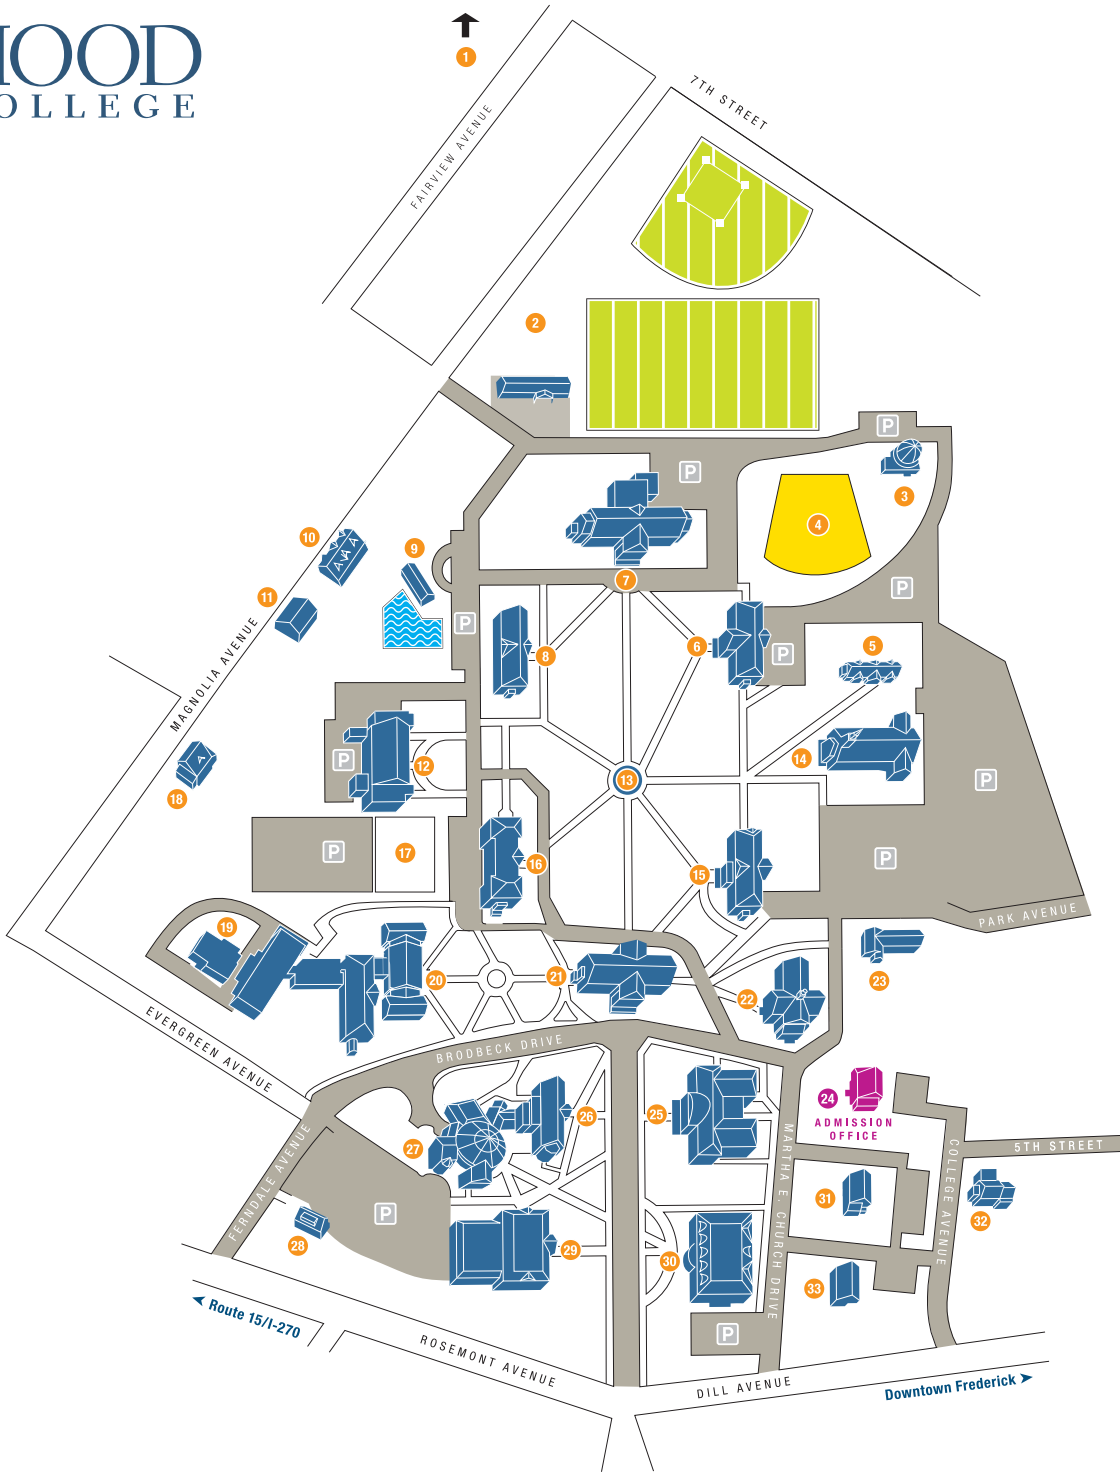 HOOD
COLLEGE
1
FAIRVIEW AVENUE
7TH STREET
2
P
3
P
4
10
9
7
P
11
P
5
6
8
P
MAGNOLIA AVENUE
14
12
P
13
P
18
17
P
16
P
15
PARK AVENUE
19
21
20
23
22
EVERGREEN AVENUE
BRODBECK DRIVE
24
ADMISSION
OFFICE
25
26
27
MARTHA E. CHURCH DRIVE
COLLEGE AVENUE
5TH STREET
FERNDALE AVENUE
31
32
P
28
29
30
33
Route 15/I-270
P
ROSEMONT AVENUE
DILL AVENUE
Downtown Frederick